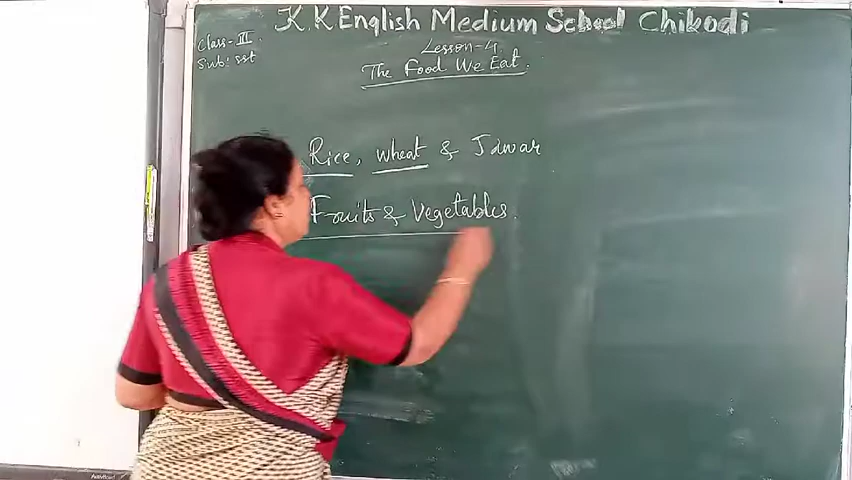 K.K English Medium School Chikodi
Class-III
Sub: sst
Lesson-4
The Food We Eat.
Rice, wheat & Jawar
Fruits & Vegetables.